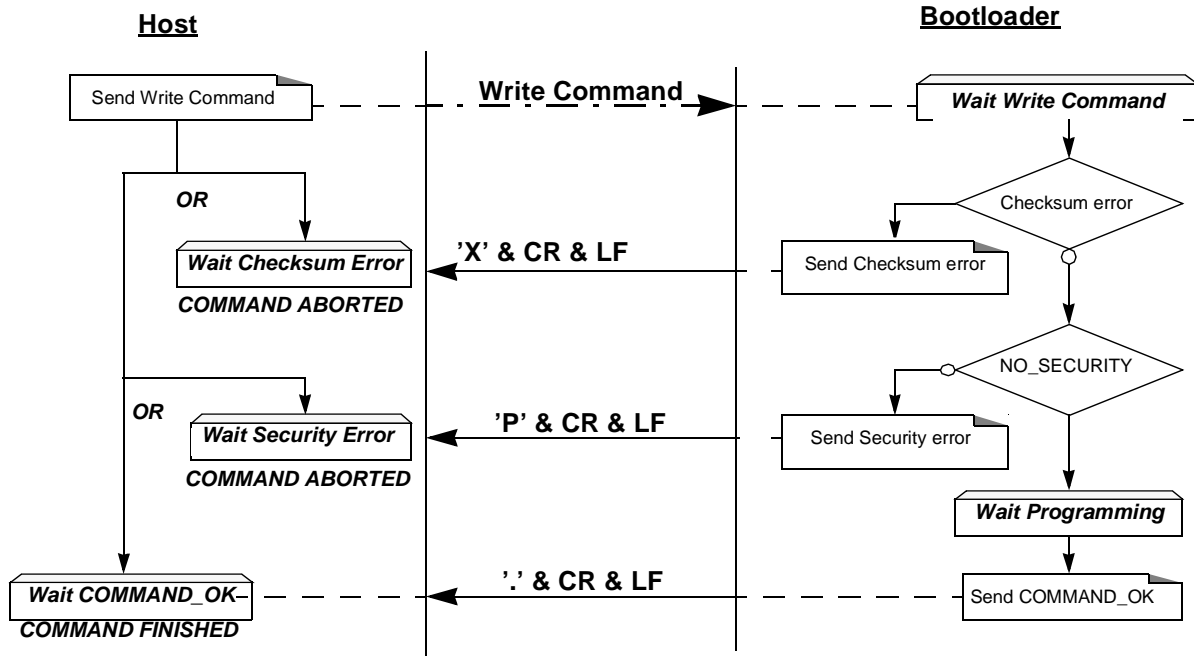 Host
Bootloader
Send Write Command
Write Command
Wait Write Command
OR
Checksum error
Wait Checksum Error
COMMAND ABORTED
'X' & CR & LF
Send Checksum error
NO_SECURITY
OR
Wait Security Error
COMMAND ABORTED
'P' & CR & LF
Send Security error
Wait Programming
Wait COMMAND_OK
COMMAND FINISHED
'.' & CR & LF
Send COMMAND_OK